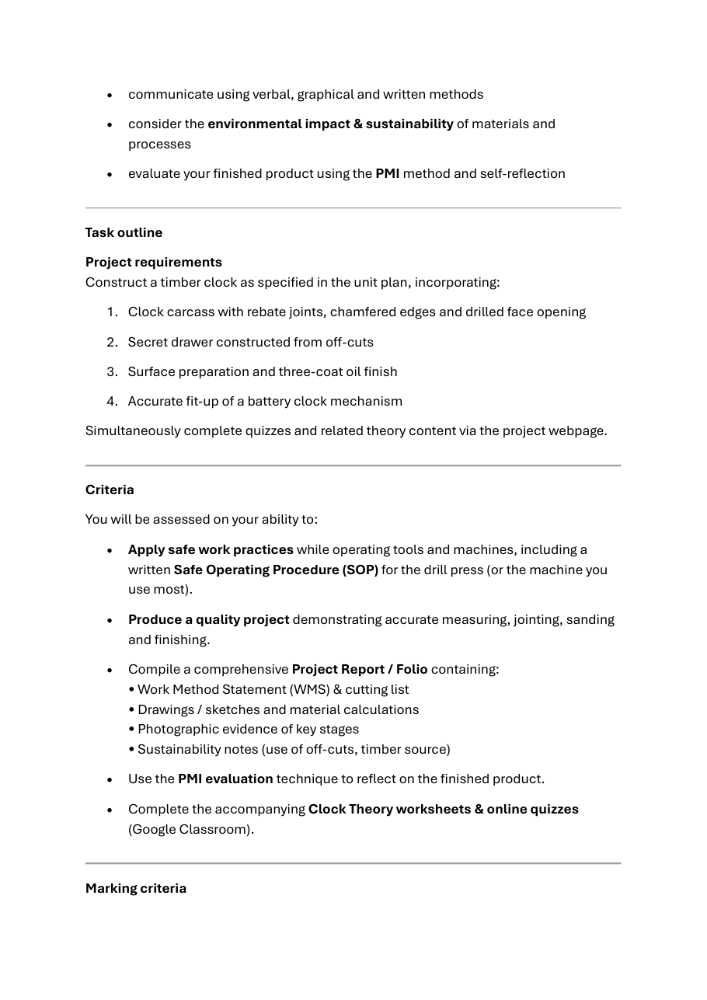 • communicate using verbal, graphical and written methods
• consider the environmental impact & sustainability of materials and
processes
• evaluate your finished product using the PMI method and self-reflection
Task outline
Project requirements
Construct a timber clock as specified in the unit plan, incorporating:
1. Clock carcass with rebate joints, chamfered edges and drilled face opening
2. Secret drawer constructed from off-cuts
3. Surface preparation and three-coat oil finish
4. Accurate fit-up of a battery clock mechanism
Simultaneously complete quizzes and related theory content via the project webpage.
Criteria
You will be assessed on your ability to:
• Apply safe work practices while operating tools and machines, including a
written Safe Operating Procedure (SOP) for the drill press (or the machine you
use most).
• Produce a quality project demonstrating accurate measuring, jointing, sanding
and finishing.
• Compile a comprehensive Project Report / Folio containing:
• Work Method Statement (WMS) & cutting list
• Drawings / sketches and material calculations
• Photographic evidence of key stages
• Sustainability notes (use of off-cuts, timber source)
• Use the PMI evaluation technique to reflect on the finished product.
• Complete the accompanying Clock Theory worksheets & online quizzes
(Google Classroom).
Marking criteria